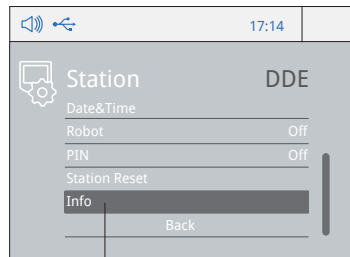 17:14
Station DDE
Date&Time
Robot Off
PIN Off
Station Reset
Info
Back